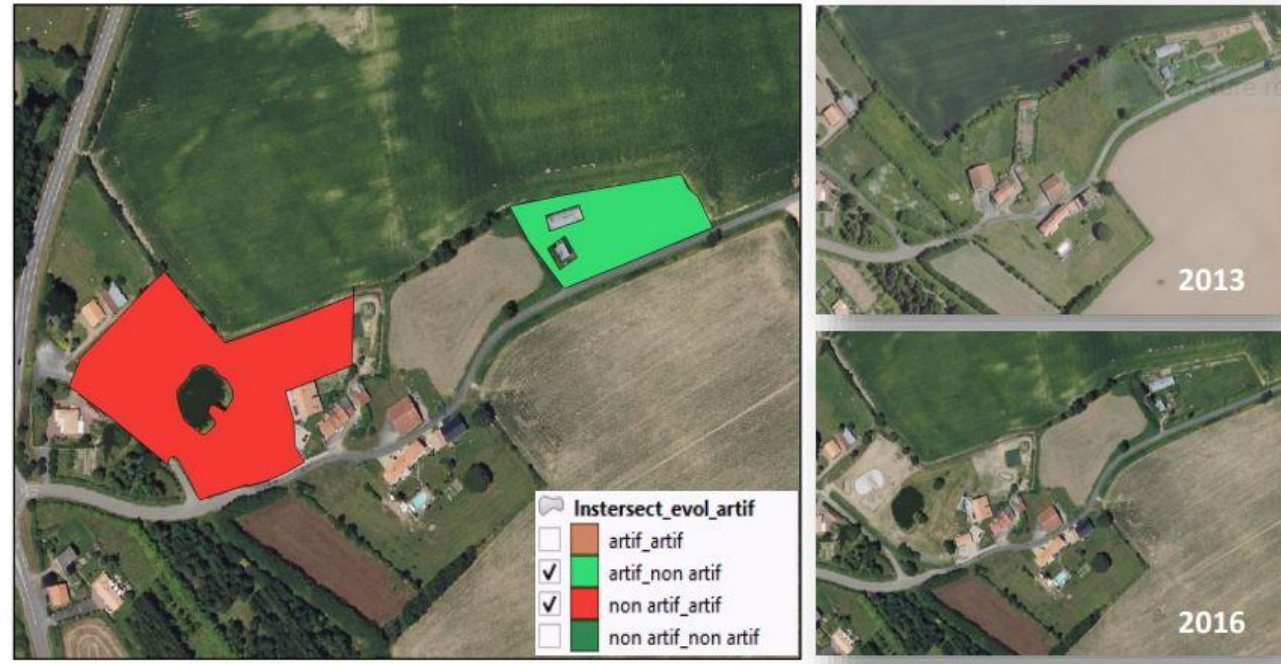 Instersect_evol_artif
artif_artif
artif_non artif
non artif_artif
non artif_non artif
2013
2016